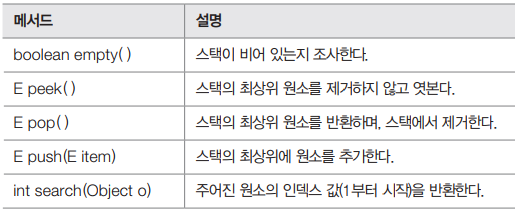 메서드 설명
boolean empty( ) 스택이 비어 있는지 조사한다.
E peek( ) 스택의 최상위 원소를 제거하지 않고 엿본다.
E pop( ) 스택의 최상위 원소를 반환하며, 스택에서 제거한다.
E push(E item) 스택의 최상위에 원소를 추가한다.
int search(Object o) 주어진 원소의 인덱스 값(1부터 시작)을 반환한다.